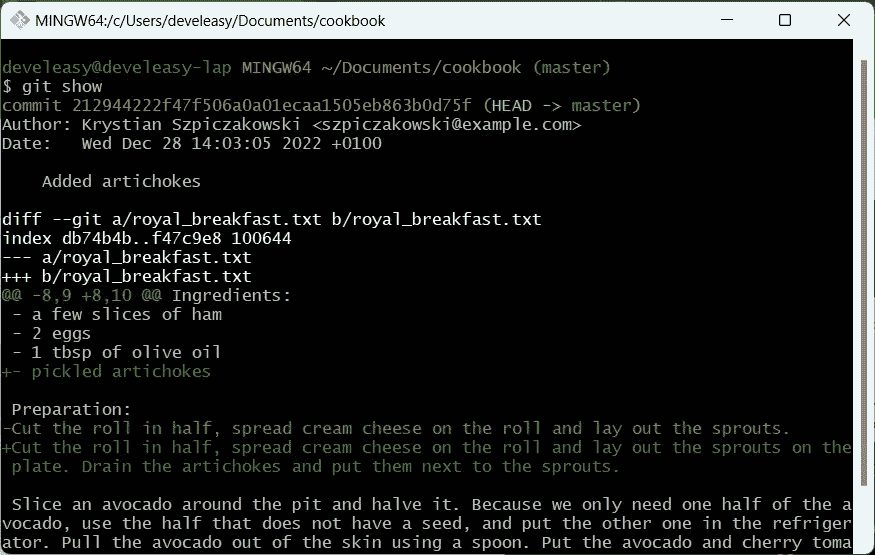 MINGW64:/c/Users/develeasy/Documents/cookbook
develeasy@develeasy-lap MINGW64 ~/Documents/cookbook (master)
$ git show
commit 212944222f47f506a0a01ecaa1505eb863b0d75f (HEAD -> master)
Author: Krystian Szpiczakowski <szpiczakowski@example.com>
Date:   Wed Dec 28 14:03:05 2022 +0100
    Added artichokes
diff --git a/royal_breakfast.txt b/royal_breakfast.txt
index db74b4b..f47c9e8 100644
--- a/royal_breakfast.txt
+++ b/royal_breakfast.txt
@@ -8,9 +8,10 @@ Ingredients:
 - a few slices of ham
 - 2 eggs
 - 1 tbsp of olive oil
+- pickled artichokes
 Preparation:
-Cut the roll in half, spread cream cheese on the roll and lay out the sprouts.
+Cut the roll in half, spread cream cheese on the roll and lay out the sprouts on the
 plate. Drain the artichokes and put them next to the sprouts.
 Slice an avocado around the pit and halve it. Because we only need one half of the a
vocado, use the half that does not have a seed, and put the other one in the refriger
ator. Pull the avocado out of the skin using a spoon. Put the avocado and cherry toma